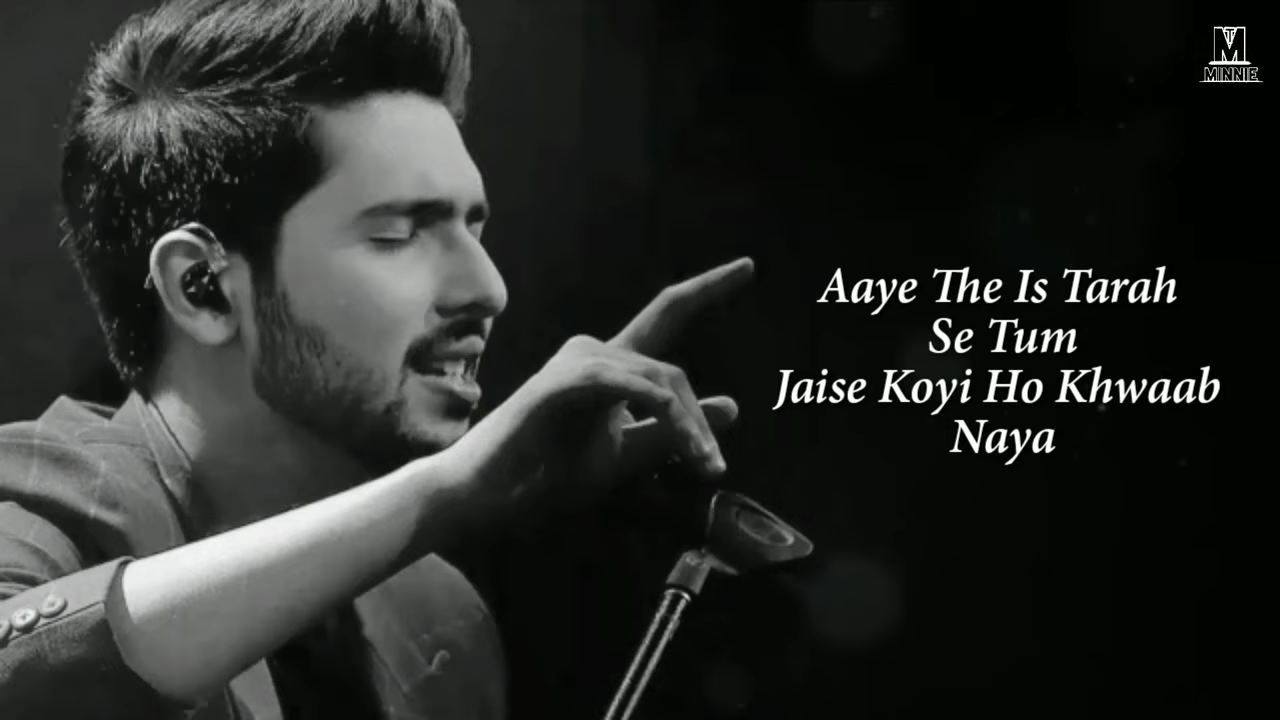 M
MINNIE
Aaye The Is Tarah
Se Tum
Jaise Koyi Ho Khwaab
Naya